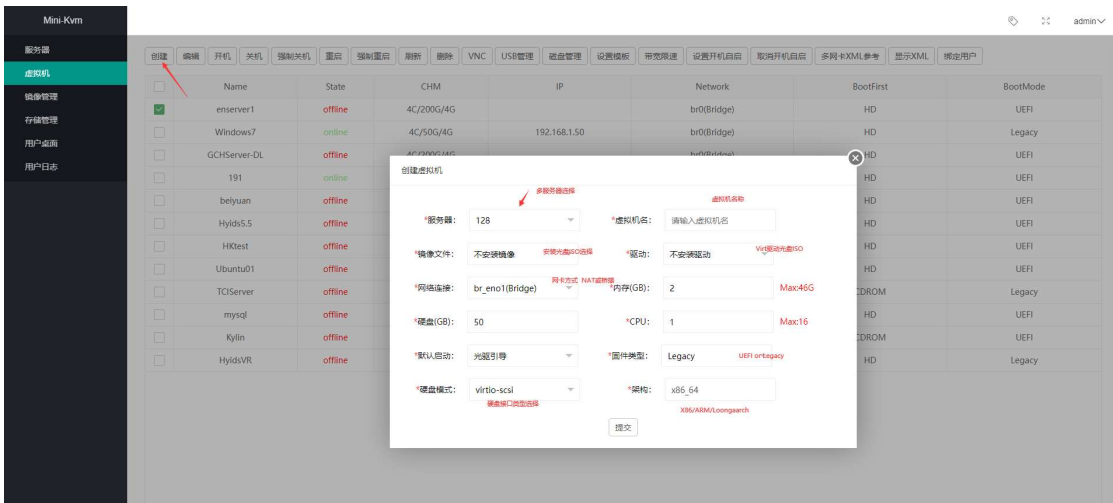 Mini-Kvm
admin
服务器
虚拟机
镜像管理
存储管理
用户桌面
用户日志
创建 编辑 开机 关机 强制关机 重启 强制重启 刷新 删除 VNC USB管理 磁盘管理 设置模板 带宽限速 设置开机自启 取消开机自启 多网卡XML参考 显示XML 绑定用户
Name State CHM IP Network BootFirst BootMode
enserver1 offline 4C/200G/4G br0(Bridge) HD UEFI
Windows7 online 4C/50G/4G 192.168.1.50 br0(Bridge) HD Legacy
GCHServer-DL offline 4C/200G/4G br0(Bridge) HD UEFI
191 online HD UEFI
beiyuan offline HD UEFI
Hyids5.5 offline HD UEFI
HKtest offline HD UEFI
Ubuntu01 offline HD UEFI
TCIServer offline CDROM Legacy
mysql offline HD UEFI
Kylin offline CDROM UEFI
HyidsVR offline HD Legacy
创建虚拟机
多服务器选择 虚拟机名称
*服务器: 128 *虚拟机名: 请输入虚拟机名
*镜像文件: 不安装镜像 安装光盘ISO选择 *驱动: 不安装驱动 Virt驱动光盘ISO
*网络连接: br_eno1(Bridge) 网卡方式 NAT或桥接 *内存(GB): 2 Max:46G
*硬盘(GB): 50 *CPU: 1 Max:16
*默认启动: 光驱引导 *固件类型: Legacy UEFI orLegacy
*硬盘模式: virtio-scsi *架构: x86_64
硬盘接口类型选择 X86/ARM/Loongaarch
提交